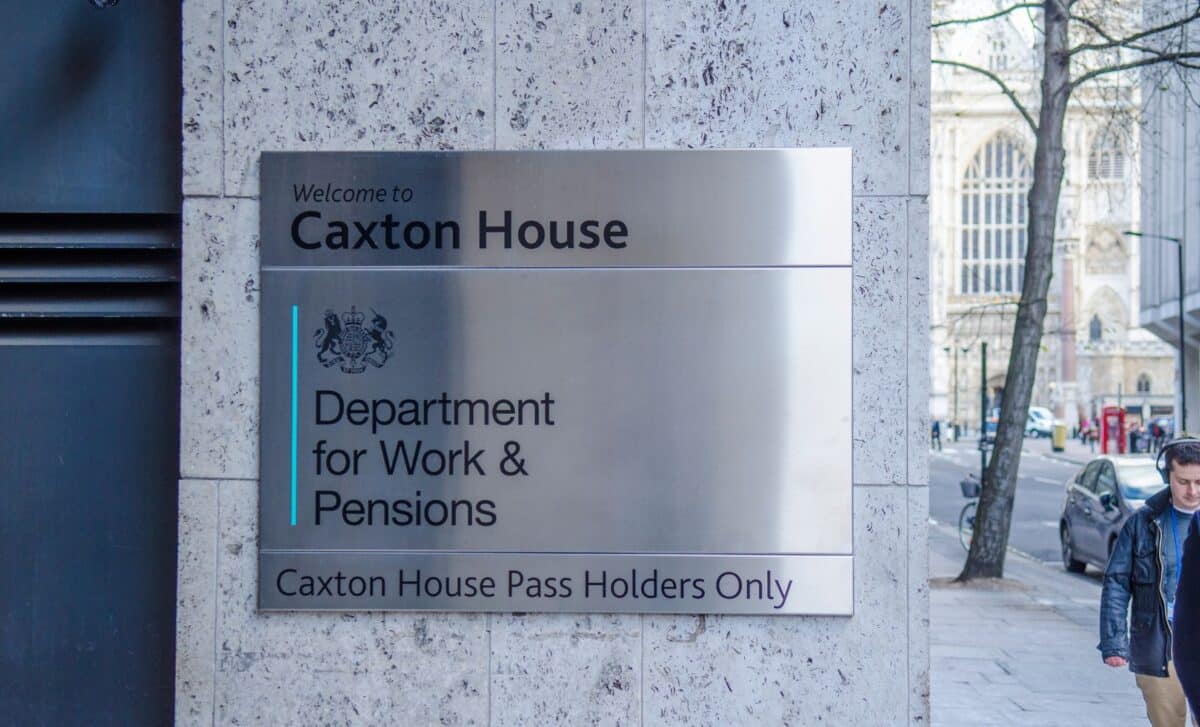 Welcome to
Caxton House
Department
for Work &
Pensions
Caxton House Pass Holders Only